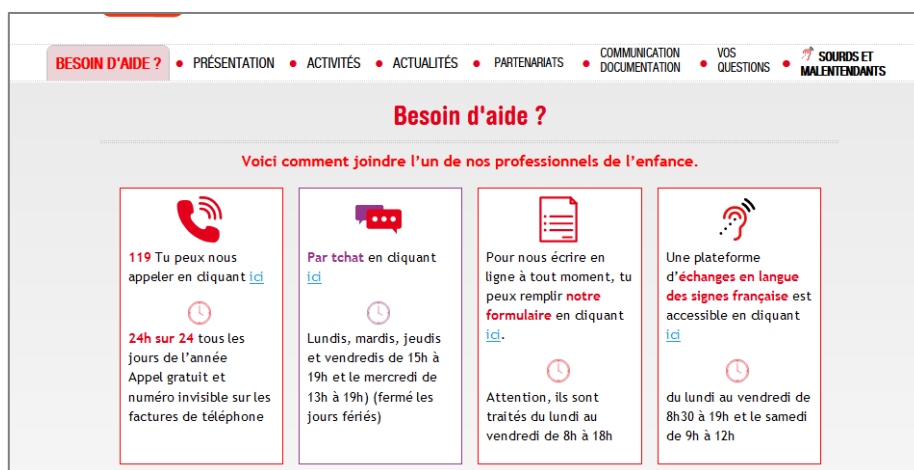 BESOIN D'AIDE ? • PRÉSENTATION • ACTIVITÉS • ACTUALITÉS • PARTENARIATS • COMMUNICATION DOCUMENTATION • VOS QUESTIONS • SOURDS ET MALENTENDANTS
Besoin d'aide ?
Voici comment joindre l'un de nos professionnels de l'enfance.
119 Tu peux nous
appeler en cliquant ici
24h sur 24 tous les
jours de l'année
Appel gratuit et
numéro invisible sur les
factures de téléphone
Par tchat en cliquant
ici
Lundis, mardis, jeudis
et vendredis de 15h à
19h et le mercredi de
13h à 19h) (fermé les
jours fériés)
Pour nous écrire en
ligne à tout moment, tu
peux remplir notre
formulaire en cliquant
ici.
Attention, ils sont
traités du lundi au
vendredi de 8h à 18h
Une plateforme
d'échanges en langue
des signes française est
accessible en cliquant
ici
du lundi au vendredi de
8h30 à 19h et le samedi
de 9h à 12h